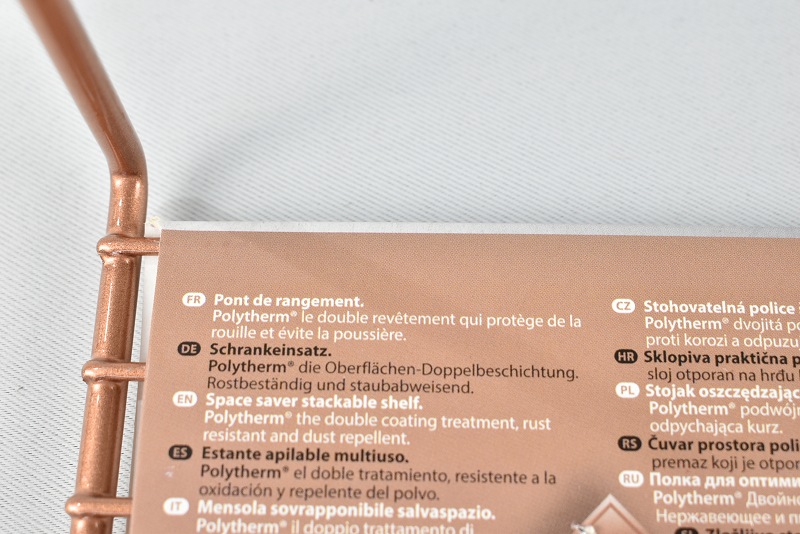 FR Pont de rangement.
Polytherm® le double revêtement qui protège de la
rouille et évite la poussière.
DE Schrankeinsatz.
Polytherm® die Oberflächen-Doppelbeschichtung.
Rostbeständig und staubabweisend.
EN Space saver stackable shelf.
Polytherm® the double coating treatment, rust
resistant and dust repellent.
ES Estante apilable multiuso.
Polytherm® el doble tratamiento, resistente a la
oxidación y repelente del polvo.
IT Mensola sovrapponibile salvaspazio.
Polytherm® il doppio trattamento di
CZ Stohovatelná police
Polytherm® dvojitá
proti korozi a odpuzu
HR Sklopiva praktična
sloj otporan na hrđu
PL Stojak oszczędzając
Polytherm® podwójn
odpychająca kurz.
RS Čuvar prostora poli
premaz koji je otpor
RU Полка для оптими
Polytherm® Двойно
Нержавеющее и